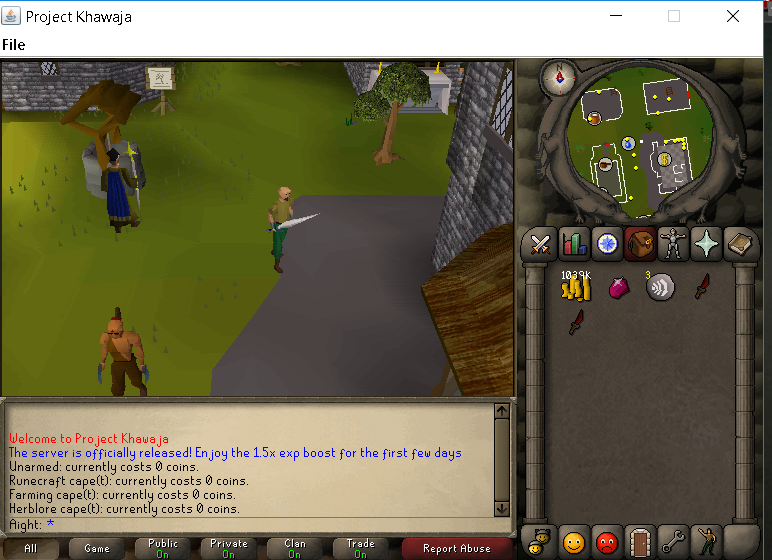 Project Khawaja
File
N
1039K
3
Welcome to Project Khawaja
The server is officially released! Enjoy the 1.5x exp boost for the first few days
Unarmed: currently costs 0 coins.
Runecraft cape(t): currently costs 0 coins.
Farming cape(t): currently costs 0 coins.
Herblore cape(t): currently costs 0 coins.
Aight: *
All
Game
Public
On
Private
On
Clan
On
Trade
On
Report Abuse